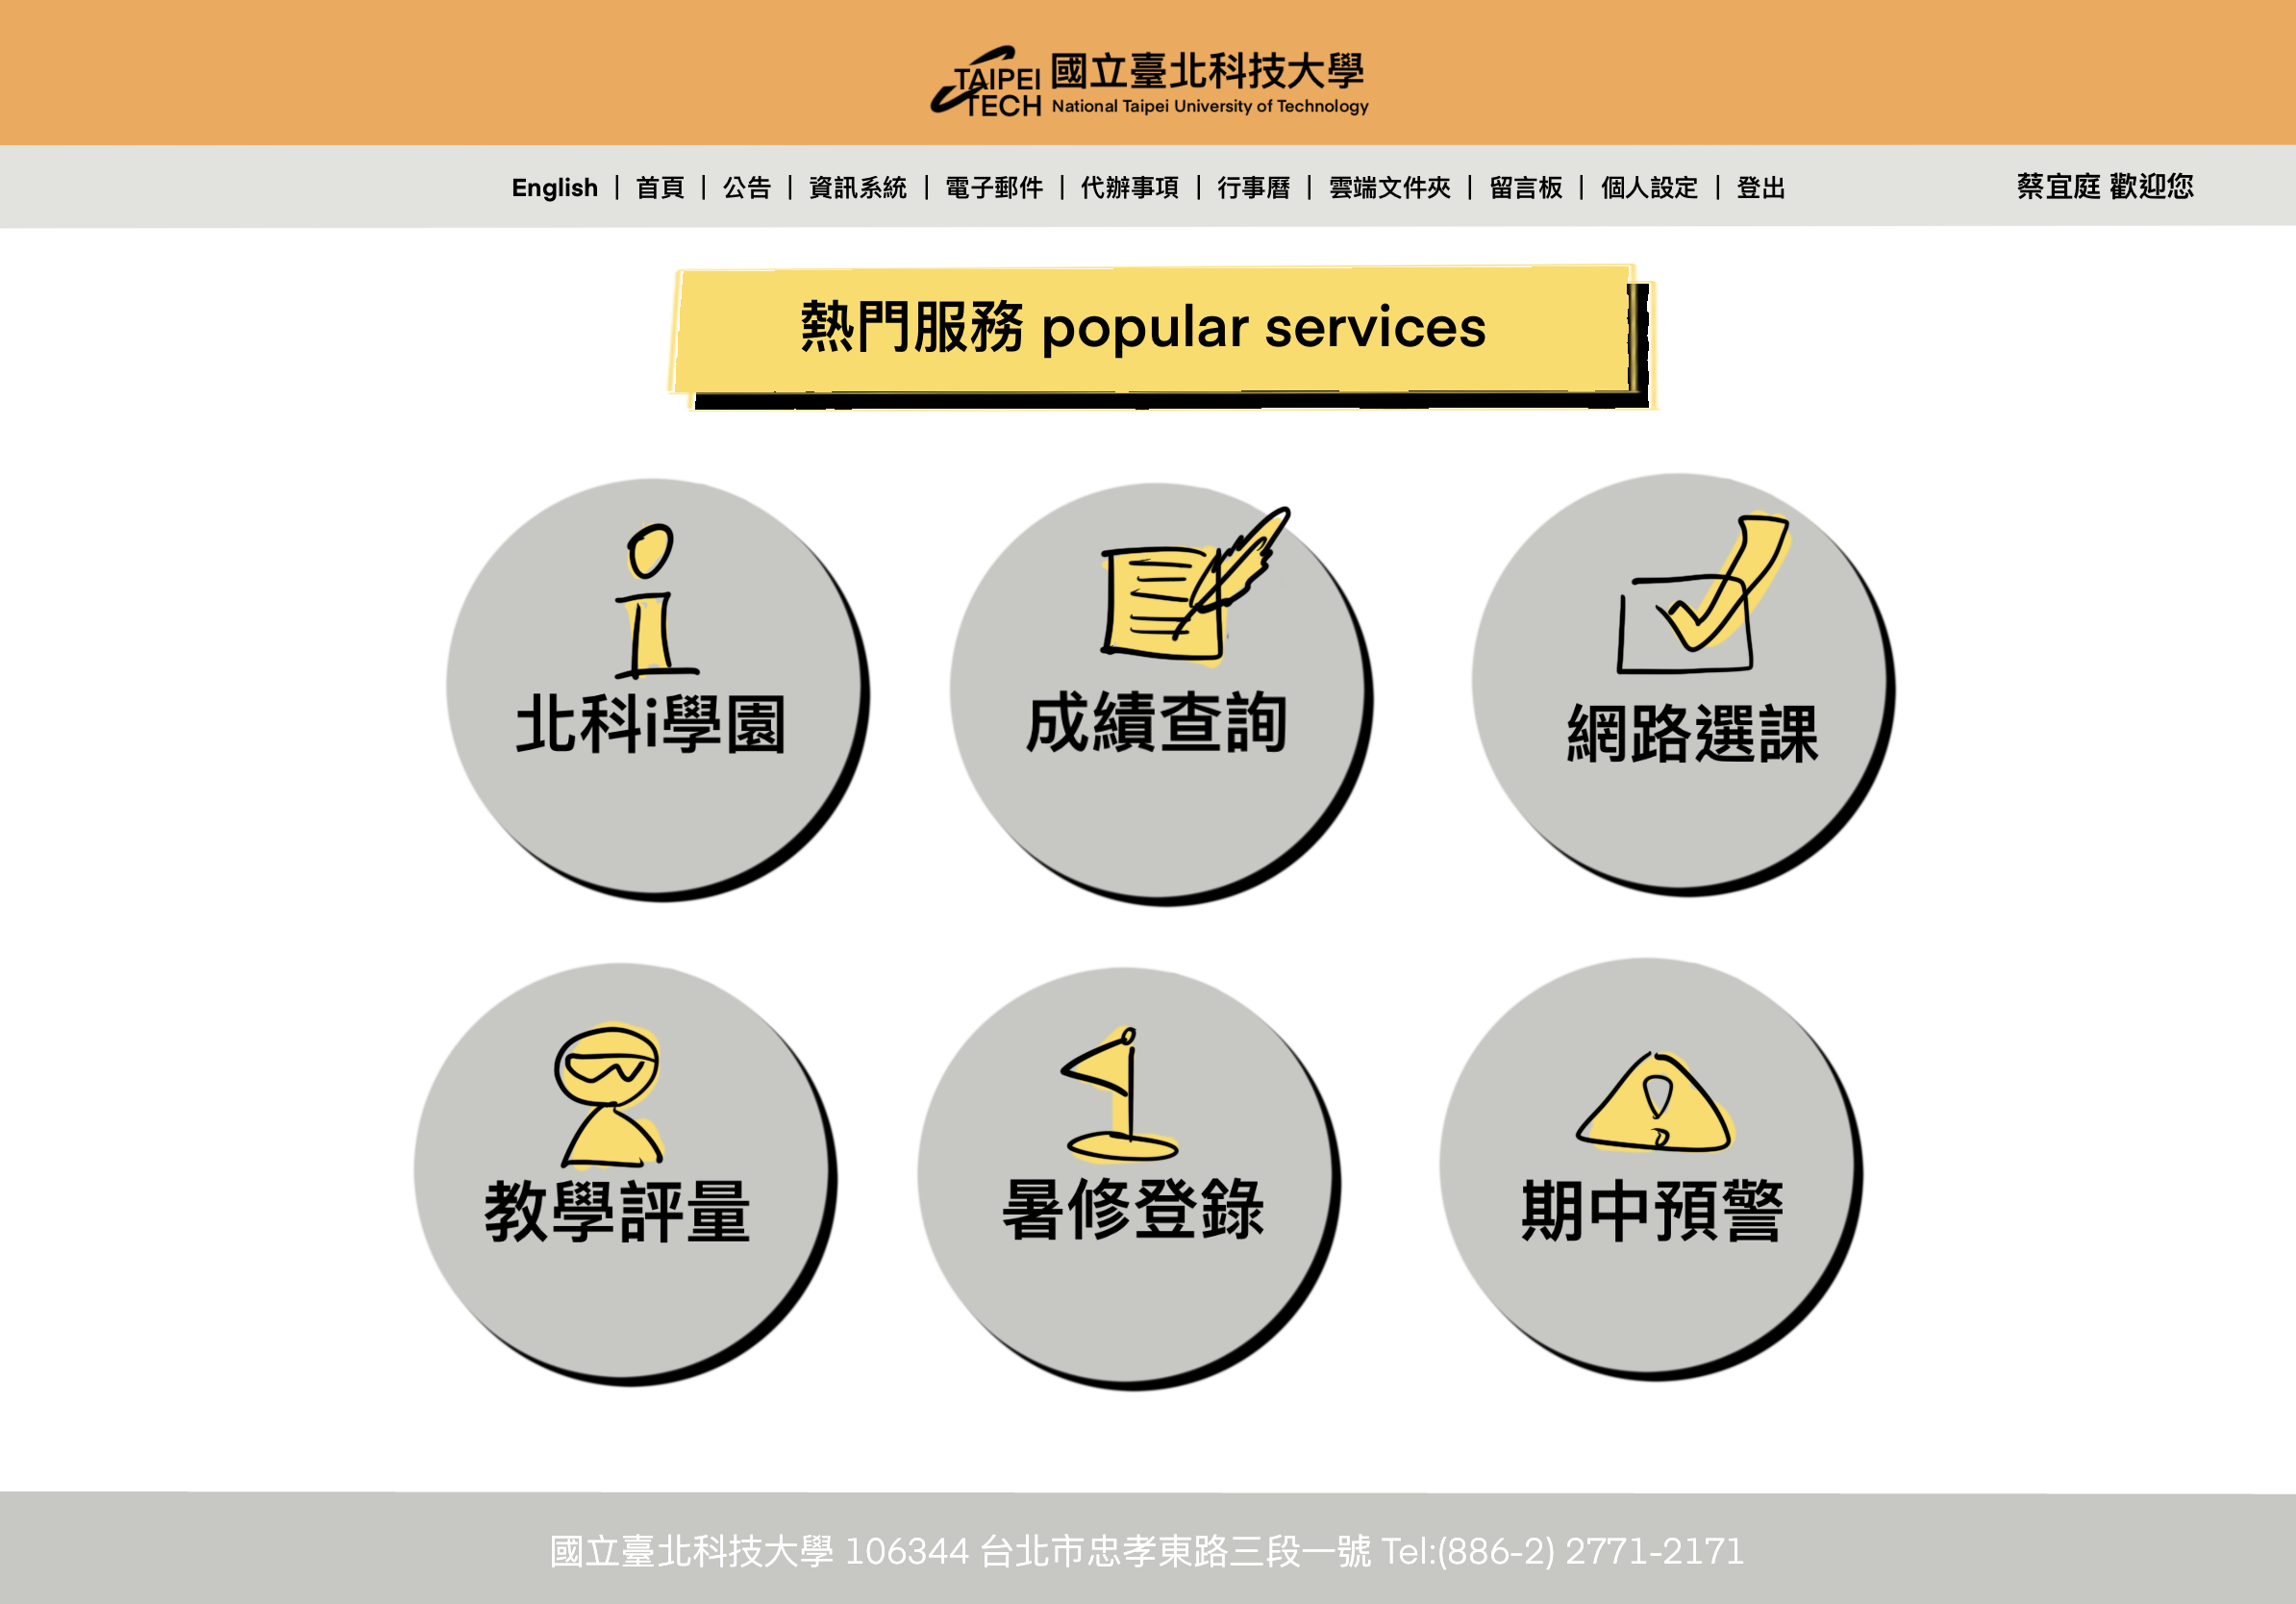 TAIPEI TECH
國立臺北科技大學
National Taipei University of Technology
English | 首頁 | 公告 | 資訊系統 | 電子郵件 | 代辦事項 | 行事曆 | 雲端文件夾 | 留言板 | 個人設定 | 登出
蔡宜庭 歡迎您
熱門服務 popular services
北科i學園
成績查詢
網路選課
教學評量
暑修登錄
期中預警
國立臺北科技大學 106344 台北市忠孝東路三段一號 Tel:(886-2) 2771-2171